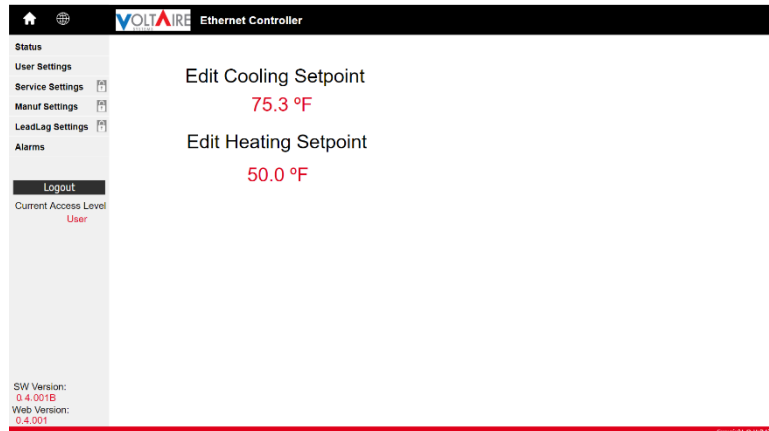 VOLTAIRE
SYSTEMS
Ethernet Controller
Status
User Settings
Service Settings
Manuf Settings
LeadLag Settings
Alarms
Logout
Current Access Level
User
SW Version:
0.4.001B
Web Version:
0.4.001
Edit Cooling Setpoint
75.3 ºF
Edit Heating Setpoint
50.0 ºF